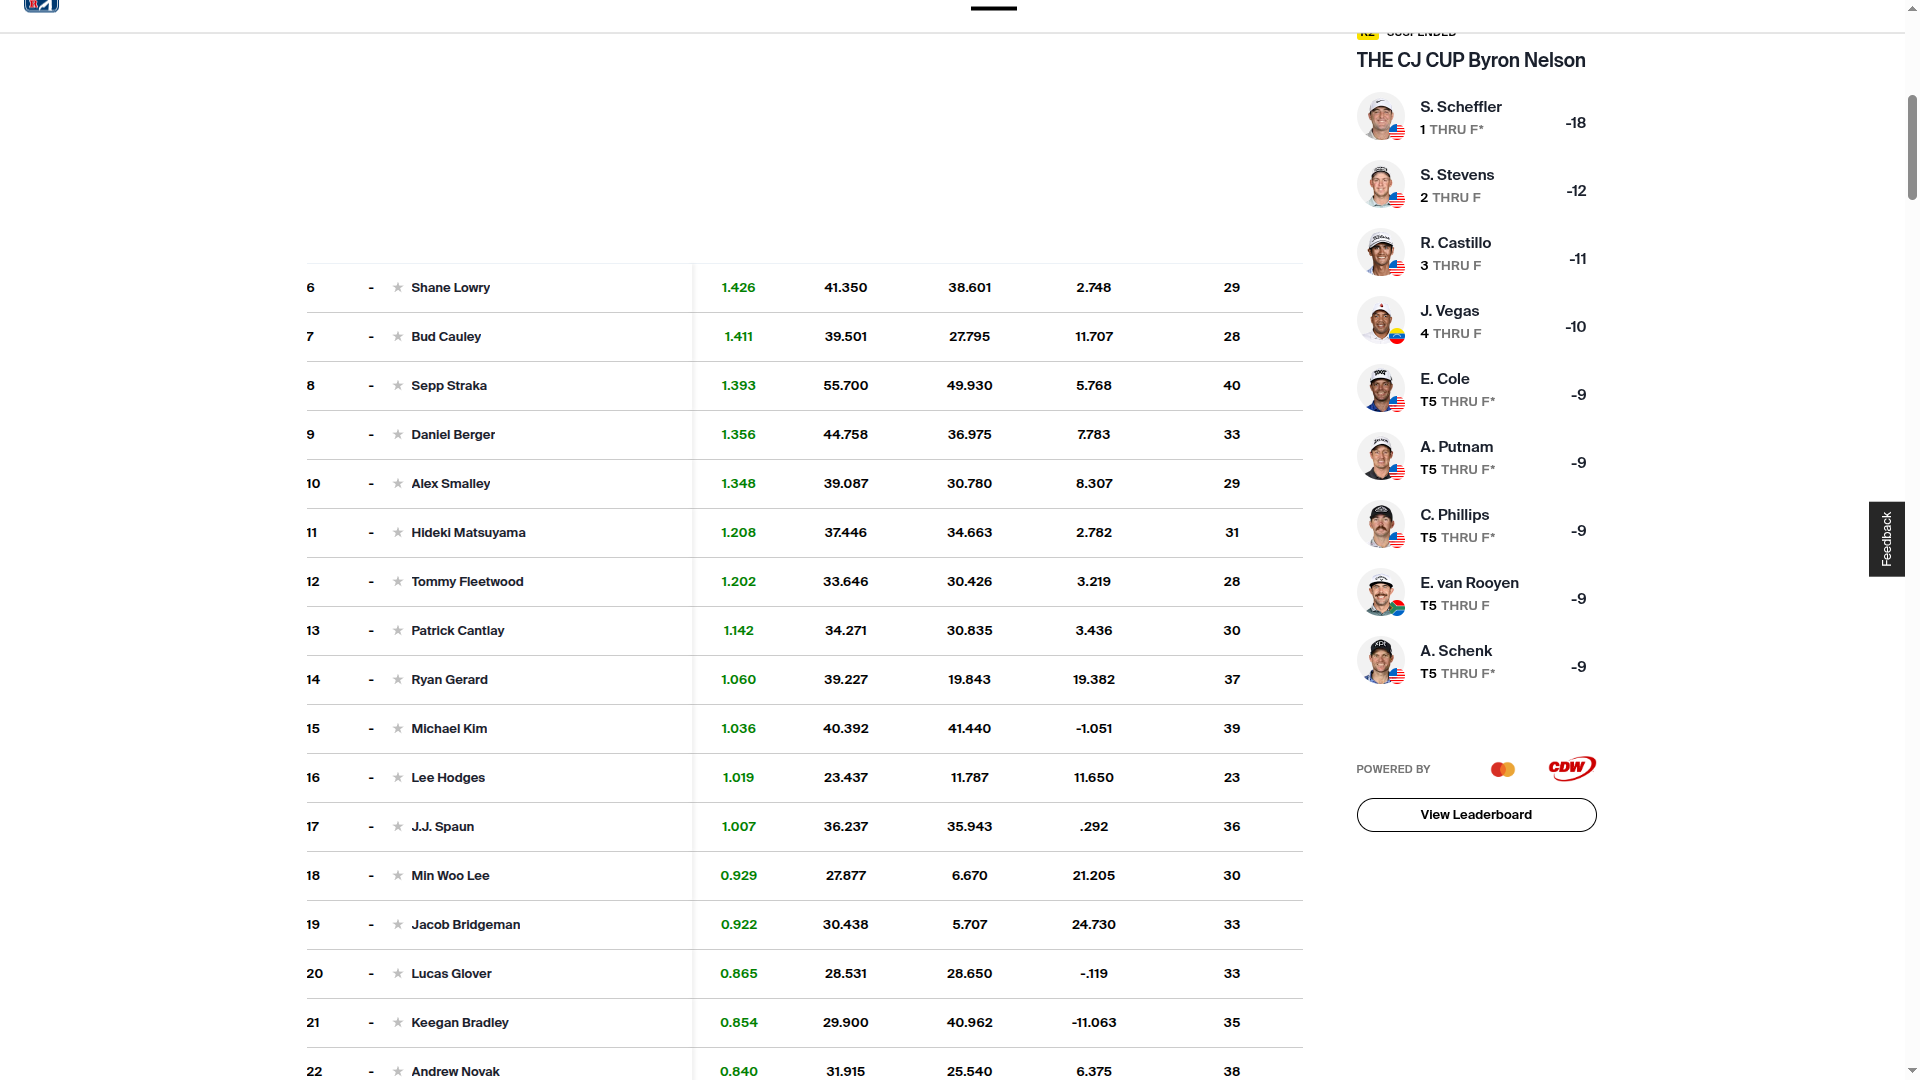 6 - Shane Lowry 1.426 41.350 38.601 2.748 29
7 - Bud Cauley 1.411 39.501 27.795 11.707 28
8 - Sepp Straka 1.393 55.700 49.930 5.768 40
9 - Daniel Berger 1.356 44.758 36.975 7.783 33
10 - Alex Smalley 1.348 39.087 30.780 8.307 29
11 - Hideki Matsuyama 1.208 37.446 34.663 2.782 31
12 - Tommy Fleetwood 1.202 33.646 30.426 3.219 28
13 - Patrick Cantlay 1.142 34.271 30.835 3.436 30
14 - Ryan Gerard 1.060 39.227 19.843 19.382 37
15 - Michael Kim 1.036 40.392 41.440 -1.051 39
16 - Lee Hodges 1.019 23.437 11.787 11.650 23
17 - J.J. Spaun 1.007 36.237 35.943 .292 36
18 - Min Woo Lee 0.929 27.877 6.670 21.205 30
19 - Jacob Bridgeman 0.922 30.438 5.707 24.730 33
20 - Lucas Glover 0.865 28.531 28.650 -.119 33
21 - Keegan Bradley 0.854 29.900 40.962 -11.063 35
22 - Andrew Novak 0.840 31.915 25.540 6.375 38
R2 SUSPENDED
THE CJ CUP Byron Nelson
S. Scheffler
1 THRU F*
-18
S. Stevens
2 THRU F
-12
R. Castillo
3 THRU F
-11
J. Vegas
4 THRU F
-10
E. Cole
T5 THRU F*
-9
A. Putnam
T5 THRU F*
-9
C. Phillips
T5 THRU F*
-9
E. van Rooyen
T5 THRU F
-9
A. Schenk
T5 THRU F*
-9
POWERED BY
CDW
View Leaderboard
Feedback